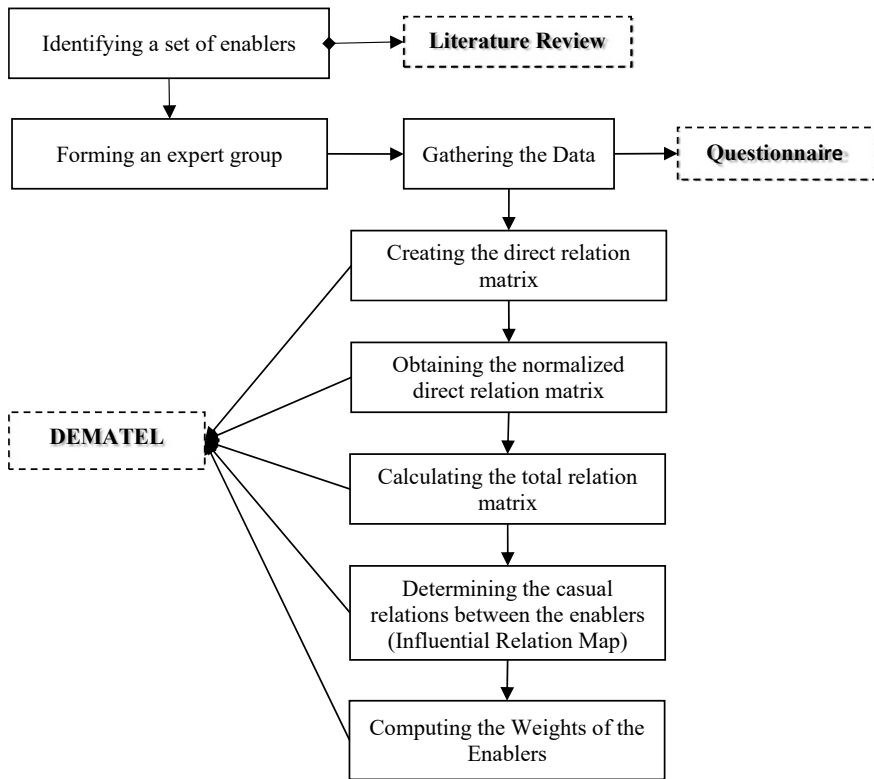 Identifying a set of enablers
Literature Review
Forming an expert group
Gathering the Data
Questionnaire
Creating the direct relation
matrix
Obtaining the normalized
direct relation matrix
DEMATEL
Calculating the total relation
matrix
Determining the casual
relations between the enablers
(Influential Relation Map)
Computing the Weights of the
Enablers